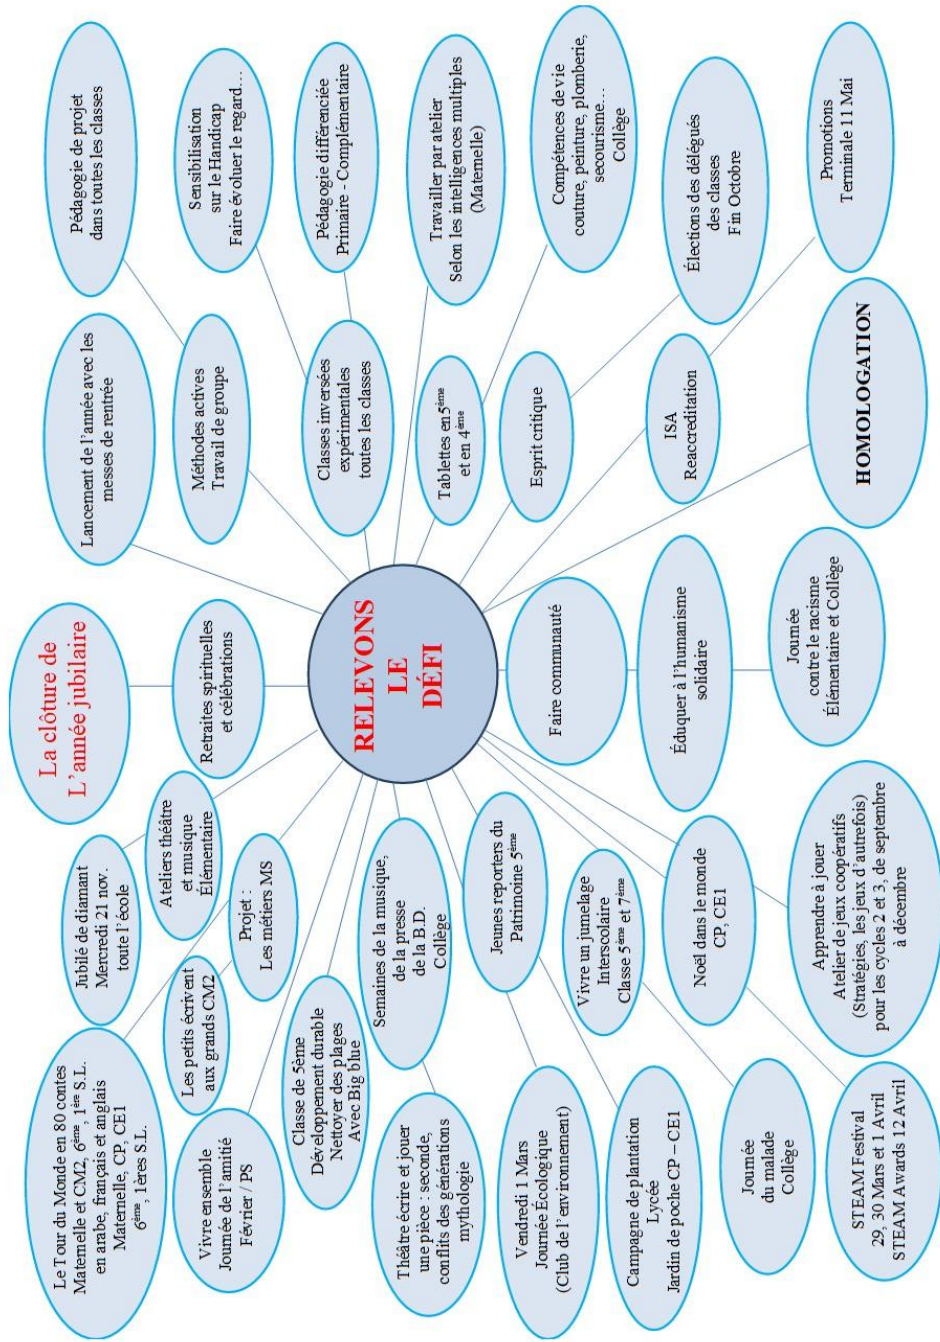 La clôture de
L'année jubilaire
Lancement de l'année avec les
messes de rentrée
Pédagogie de projet
dans toutes les classes
Jubilé de diamant
Mercredi 21 nov.
toute l'école
Retraites spirituelles
et célébrations
Méthodes actives
Travail de groupe
Sensibilisation
sur le Handicap
Faire évoluer le regard…
Le Tour du Monde en 80 contes
Maternelle et CM2, 6ème, 1ère S.L.
en arabe, français et anglais
Maternelle, CP, CE1
6ème, 1ères S.L.
Ateliers théâtre
et musique
Élémentaire
Les petits écrivent
aux grands CM2
Projet :
Les métiers MS
Classes inversées
expérimentales
toutes les classes
Pédagogie différenciée
Primaire - Complémentaire
Vivre ensemble
Journée de l'amitié
Février / PS
Classe de 5ème
Développement durable
Nettoyer des plages
Avec Big blue
RELEVONS
LE
DÉFI
Travailler par atelier
Selon les intelligences multiples
(Maternelle)
Tablettes en 5ème
et en 4ème
Semaines de la musique,
de la presse
de la B.D.
Collège
Théâtre écrire et jouer
une pièce : seconde,
conflits des générations
mythologie
Compétences de vie
couture, peinture, plomberie,
secourisme…
Collège
Esprit critique
Jeunes reporters du
Patrimoine 5ème
Vendredi 1 Mars
Journée Écologique
(Club de l'environnement)
Faire communauté
Élections des délégués
des classes
Fin Octobre
Vivre un jumelage
Interscolaire
Classe 5ème et 7ème
Campagne de plantation
Lycée
Jardin de poche CP – CE1
Éduquer à l'humanisme
solidaire
ISA
Reaccreditation
Promotions
Terminale 11 Mai
Noël dans le monde
CP, CE1
Journée
du malade
Collège
Journée
contre le racisme
Élémentaire et Collège
HOMOLOGATION
Apprendre à jouer
Atelier de jeux coopératifs
(Stratégies, les jeux d'autrefois)
pour les cycles 2 et 3, de septembre
à décembre
STEAM Festival
29, 30 Mars et 1 Avril
STEAM Awards 12 Avril